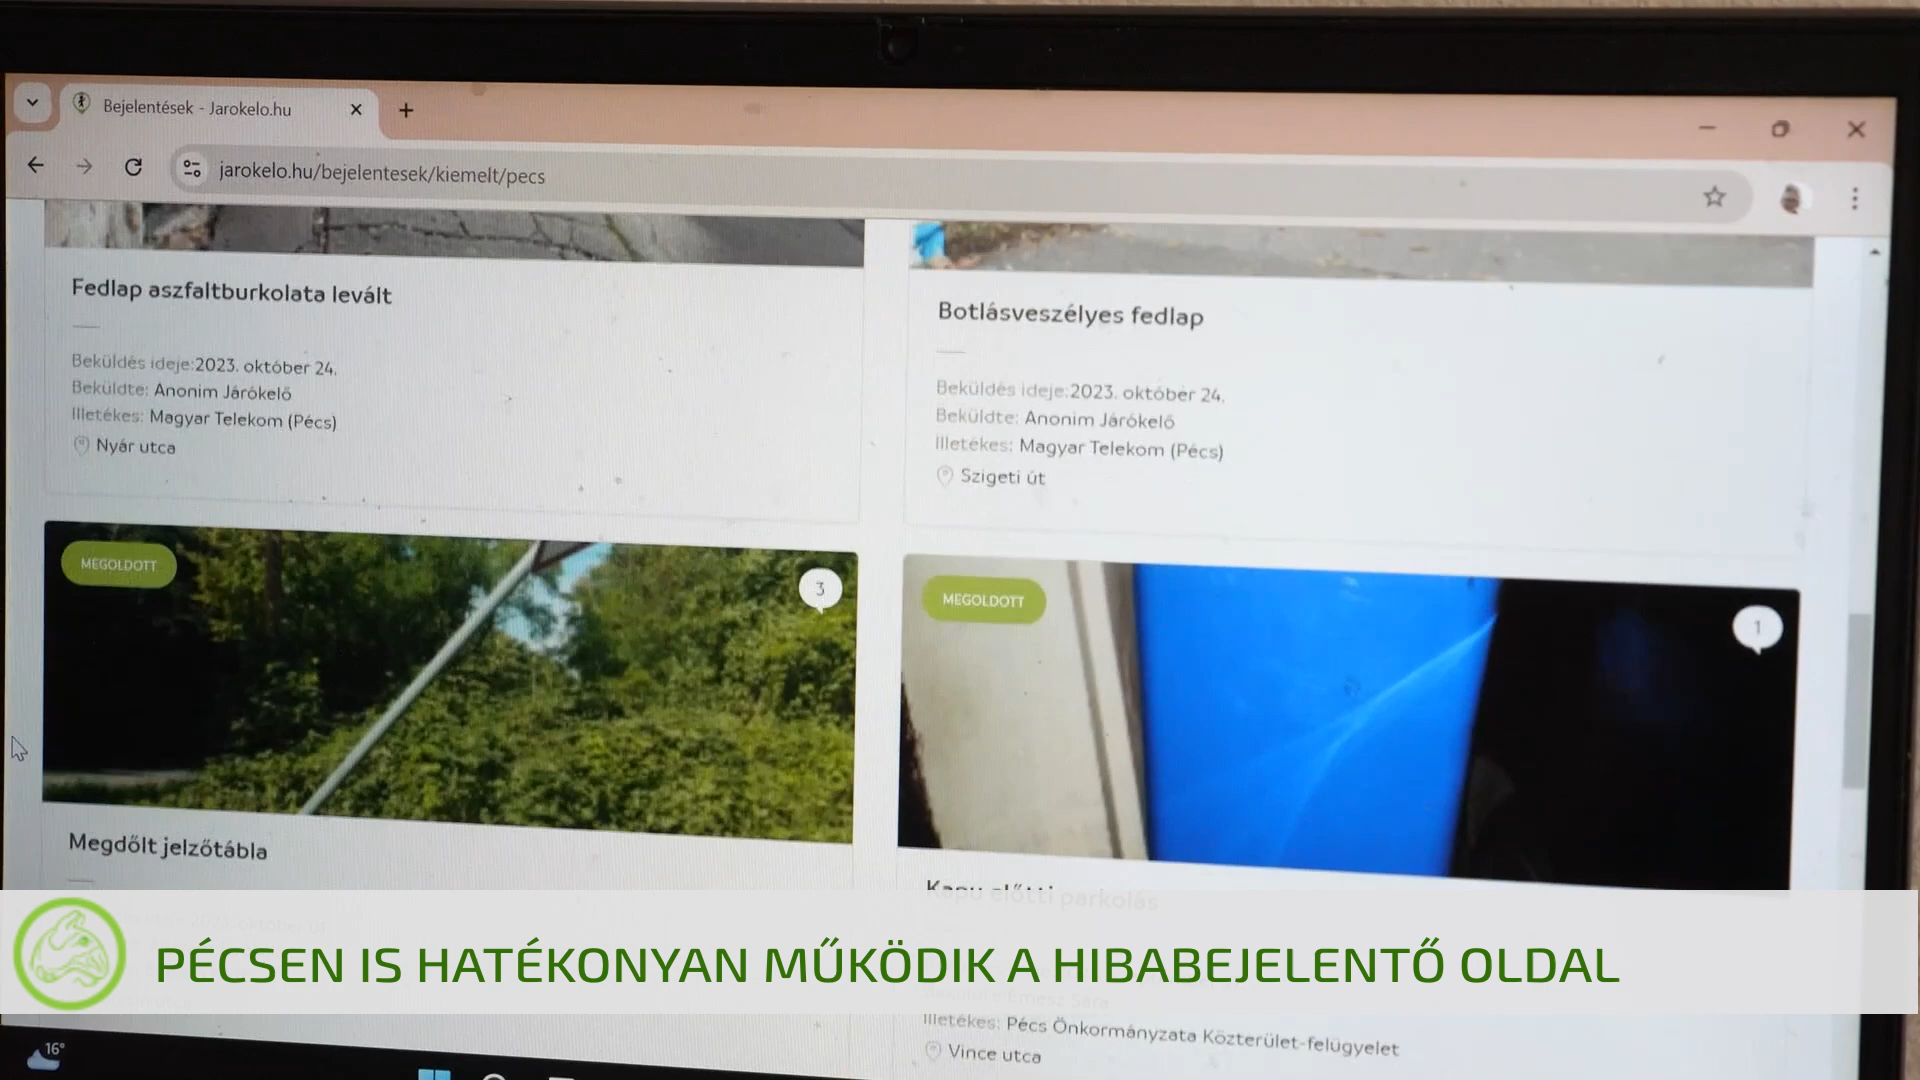 Bejelentések - Jarokelo.hu
jarokelo.hu/bejelentesek/kiemelt/pecs
Fedlap aszfaltburkolata levált
Beküldés ideje:2023. október 24.
Beküldte: Anonim Járókelő
Illetékes: Magyar Telekom (Pécs)
Nyár utca
Botlásveszélyes fedlap
Beküldés ideje:2023. október 24.
Beküldte: Anonim Járókelő
Illetékes: Magyar Telekom (Pécs)
Szigeti út
MEGOLDOTT
3
MEGOLDOTT
1
Megdőlt jelzőtábla
Kapu előtti parkolás
PÉCSEN IS HATÉKONYAN MŰKÖDIK A HIBABEJELENTŐ OLDAL
Illetékes: Pécs Önkormányzata Közterület-felügyelet
Vince utca
16°